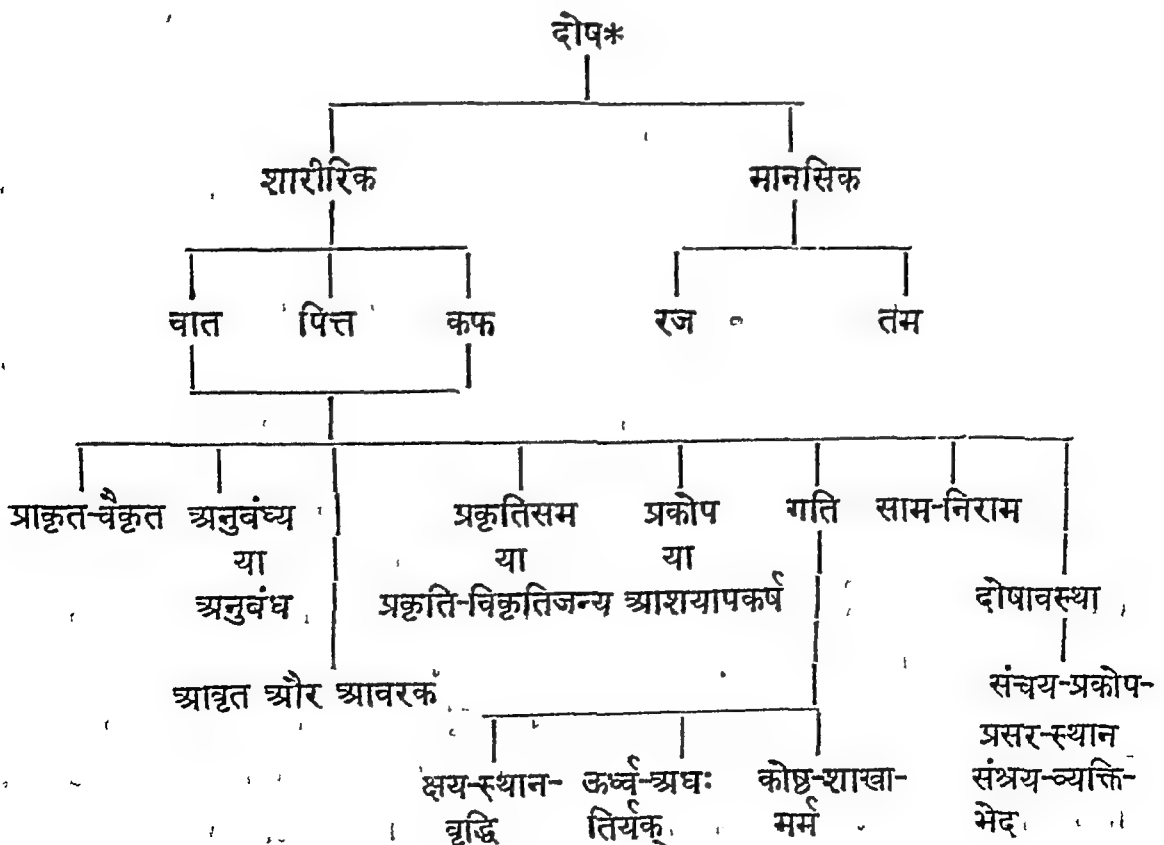 दोष*
शारीरिक मानसिक
वात पित्त कफ रज तम
प्राकृत-वैकृत अनुबंध्य प्रकृतिसम प्रकोप गति साम-निराम
या या या
अनुबंध प्रकृति-विकृतिजन्य आशयापकर्ष दोषावस्था
आवृत और आवरक संचय-प्रकोप-
प्रसर-स्थान
क्षय-स्थान- ऊर्ध्व-अधः कोष्ठ-शाखा- संश्रय-व्यक्ति-
वृद्धि तिर्यक् मर्म भेद